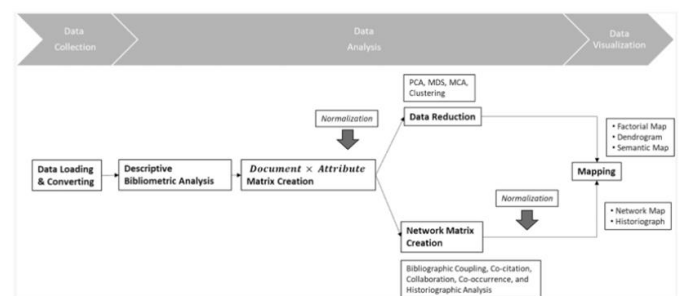 Data
Collection
Data
Analysis
Data
Visualization
PCA, MDS, MCA,
Clustering
Normalization
Data Reduction
• Factorial Map
• Dendrogram
• Semantic Map
Data Loading
& Converting
Descriptive
Bibliometric Analysis
Document × Attribute
Matrix Creation
Mapping
Normalization
• Network Map
• Historiograph
Network Matrix
Creation
Bibliographic Coupling, Co-citation,
Collaboration, Co-occurrence, and
Historiographic Analysis